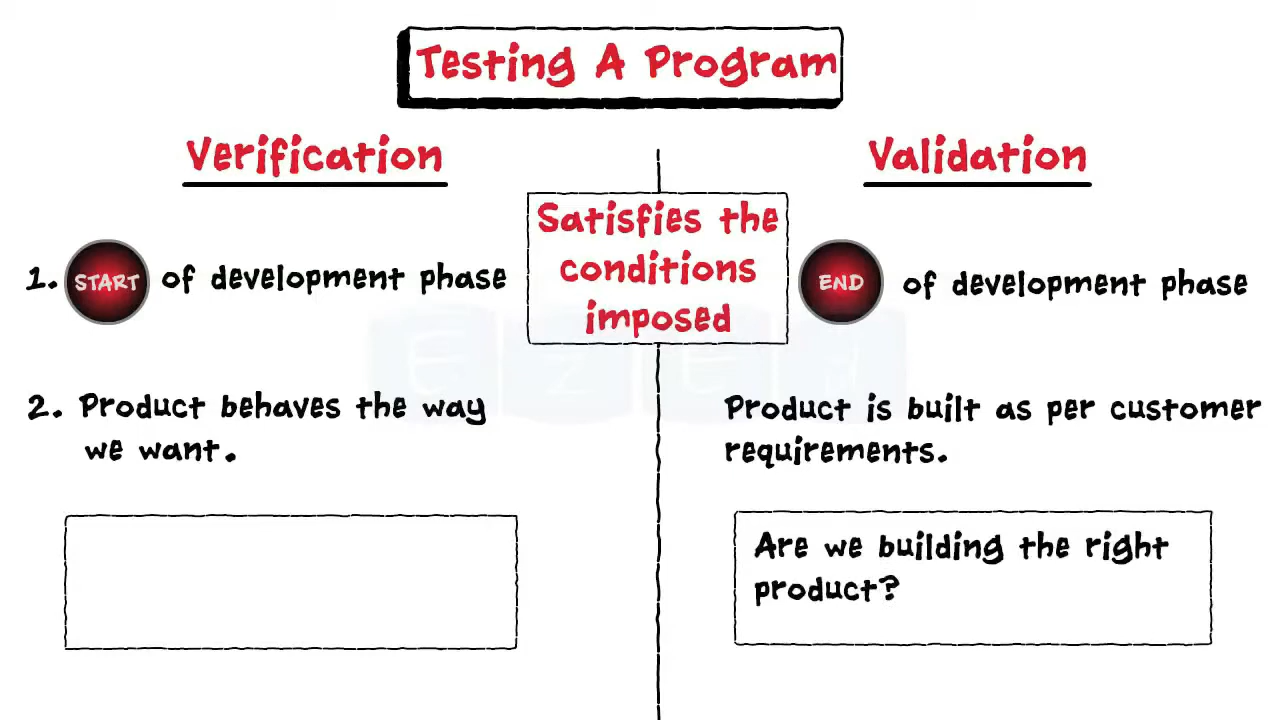 Testing A Program
Verification
Validation
Satisfies the
conditions
imposed
1. START of development phase
END of development phase
2. Product behaves the way
we want.
Product is built as per customer
requirements.
Are we building the right
product?